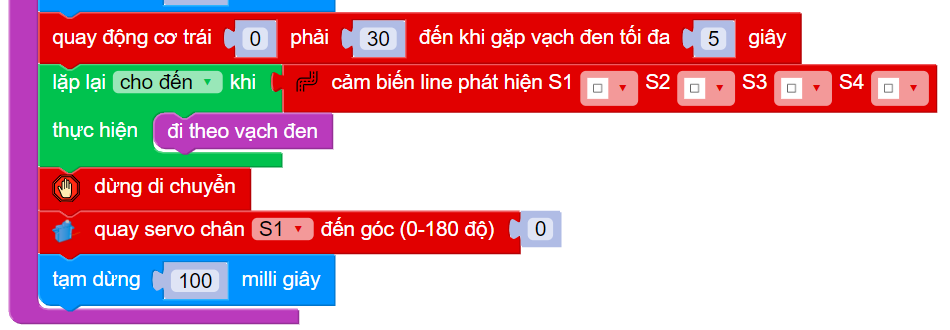 quay động cơ trái 0 phải 30 đến khi gặp vạch đen tối đa 5 giây
lặp lại cho đến khi cảm biến line phát hiện S1 S2 S3 S4
thực hiện đi theo vạch đen
dừng di chuyển
quay servo chân S1 đến góc (0-180 độ) 0
tạm dừng 100 milli giây